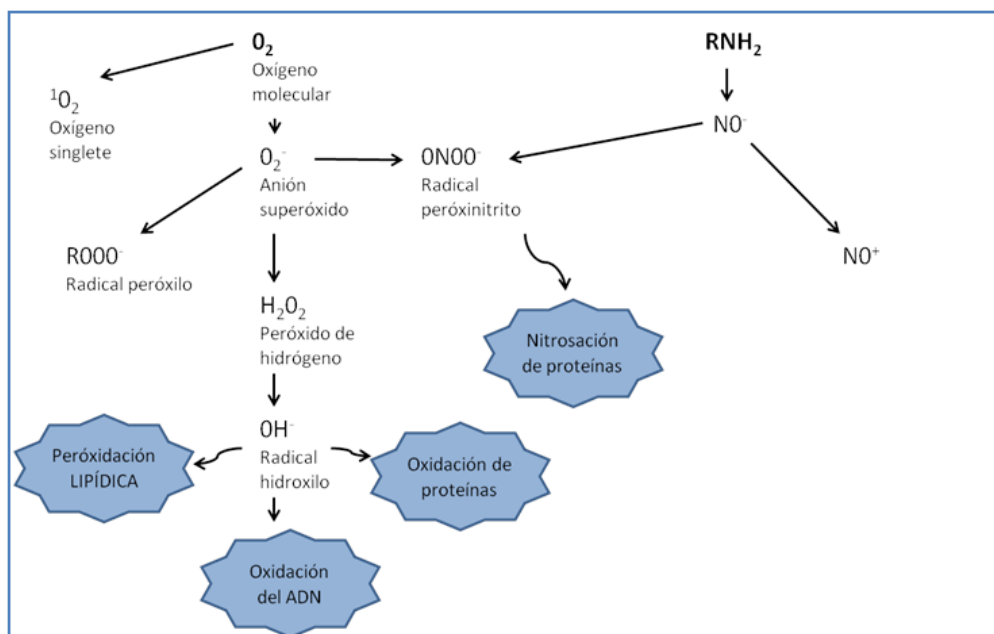 O₂
Oxígeno
molecular
RNH₂
¹O₂
Oxígeno
singlete
NO⁻
O₂⁻
Anión
superóxido
ONOO⁻
Radical
peróxinitrito
ROOO⁻
Radical peróxilo
NO⁺
H₂O₂
Peróxido de
hidrógeno
Nitrosación
de proteínas
OH⁻
Radical
hidroxilo
Peróxidación
LIPÍDICA
Oxidación de
proteínas
Oxidación
del ADN